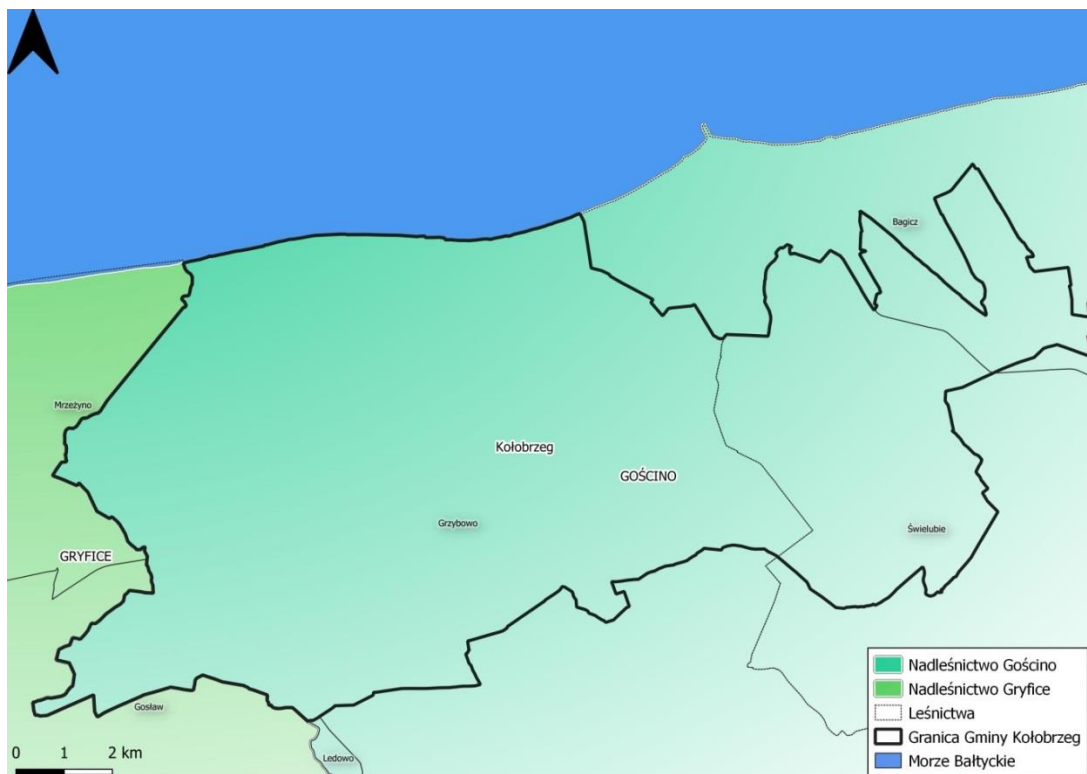 Bagicz
Mrzeżyno
Kołobrzeg
GOŚCINO
Grzybowo
Świelubie
GRYFICE
Gosław
Ledowo
0 1 2 km
Nadleśnictwo Gościno
Nadleśnictwo Gryfice
Leśnictwa
Granica Gminy Kołobrzeg
Morze Bałtyckie